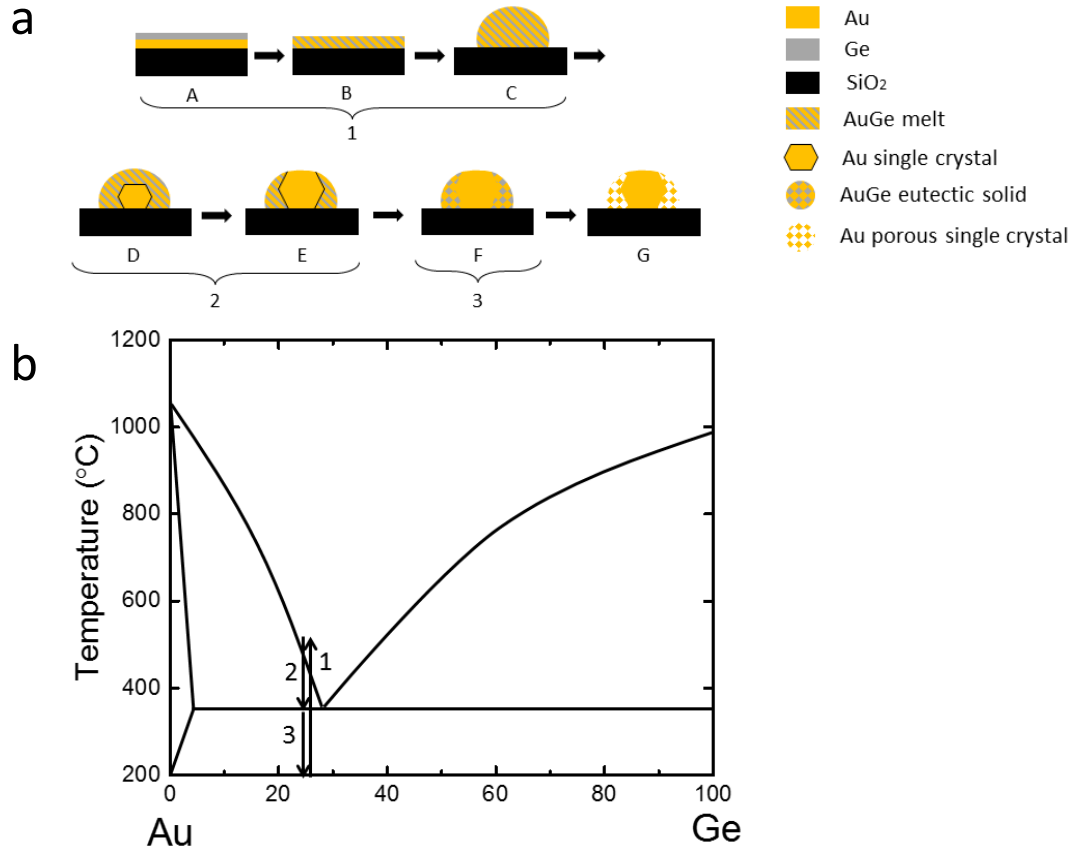 a
A
B
C
1
D
E
F
G
2
3
Au
Ge
SiO₂
AuGe melt
Au single crystal
AuGe eutectic solid
Au porous single crystal
b
1200
1000
800
600
400
200
Temperature (°C)
1
2
3
0
20
40
60
80
100
Au
Ge